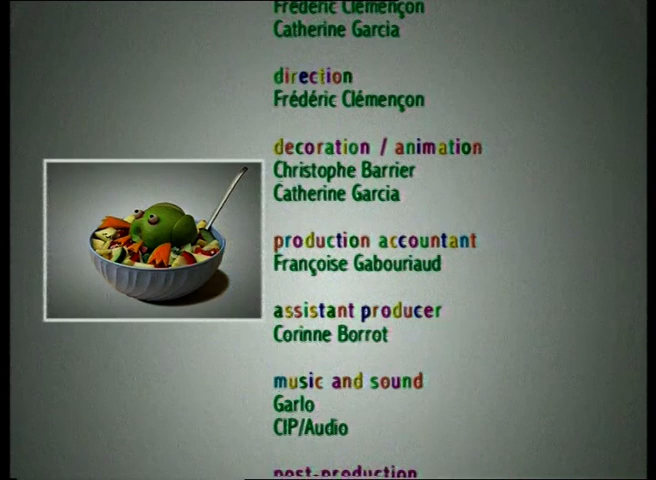 Frédéric Clémençon
Catherine Garcia
direction
Frédéric Clémençon
decoration / animation
Christophe Barrier
Catherine Garcia
production accountant
Françoise Gabouriaud
assistant producer
Corinne Borrot
music and sound
Garlo
CIP/Audio
post-production